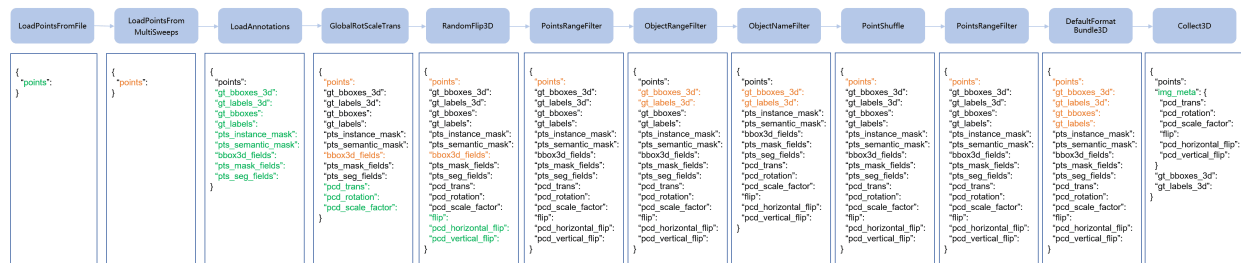 LoadPointsFromFile
LoadPointsFrom
MultiSweeps
LoadAnnotations
GlobalRotScaleTrans
RandomFlip3D
PointsRangeFilter
ObjectRangeFilter
ObjectNameFilter
PointShuffle
PointsRangeFilter
DefaultFormat
Bundle3D
Collect3D
{
"points":
}
{
"points":
}
{
"points":
"gt_bboxes_3d":
"gt_labels_3d":
"gt_bboxes":
"gt_labels":
"pts_instance_mask":
"pts_semantic_mask":
"bbox3d_fields":
"pts_mask_fields":
"pts_seg_fields":
}
{
"points":
"gt_bboxes_3d":
"gt_labels_3d":
"gt_bboxes":
"gt_labels":
"pts_instance_mask":
"pts_semantic_mask":
"bbox3d_fields":
"pts_mask_fields":
"pts_seg_fields":
"pcd_trans":
"pcd_rotation":
"pcd_scale_factor":
}
{
"points":
"gt_bboxes_3d":
"gt_labels_3d":
"gt_bboxes":
"gt_labels":
"pts_instance_mask":
"pts_semantic_mask":
"bbox3d_fields":
"pts_mask_fields":
"pts_seg_fields":
"pcd_trans":
"pcd_rotation":
"pcd_scale_factor":
"flip":
"pcd_horizontal_flip":
"pcd_vertical_flip":
}
{
"points":
"gt_bboxes_3d":
"gt_labels_3d":
"gt_bboxes":
"gt_labels":
"pts_instance_mask":
"pts_semantic_mask":
"bbox3d_fields":
"pts_mask_fields":
"pts_seg_fields":
"pcd_trans":
"pcd_rotation":
"pcd_scale_factor":
"flip":
"pcd_horizontal_flip":
"pcd_vertical_flip":
}
{
"points":
"gt_bboxes_3d":
"gt_labels_3d":
"gt_bboxes":
"gt_labels":
"pts_instance_mask":
"pts_semantic_mask":
"bbox3d_fields":
"pts_mask_fields":
"pts_seg_fields":
"pcd_trans":
"pcd_rotation":
"pcd_scale_factor":
"flip":
"pcd_horizontal_flip":
"pcd_vertical_flip":
}
{
"points":
"gt_bboxes_3d":
"gt_labels_3d":
"pts_instance_mask":
"pts_semantic_mask":
"bbox3d_fields":
"pts_mask_fields":
"pts_seg_fields":
"pcd_trans":
"pcd_rotation":
"pcd_scale_factor":
"flip":
"pcd_horizontal_flip":
"pcd_vertical_flip":
}
{
"points":
"gt_bboxes_3d":
"gt_labels_3d":
"gt_bboxes":
"gt_labels":
"pts_instance_mask":
"pts_semantic_mask":
"bbox3d_fields":
"pts_mask_fields":
"pts_seg_fields":
"pcd_trans":
"pcd_rotation":
"pcd_scale_factor":
"flip":
"pcd_horizontal_flip":
"pcd_vertical_flip":
}
{
"points":
"gt_bboxes_3d":
"gt_labels_3d":
"gt_bboxes":
"gt_labels":
"pts_instance_mask":
"pts_semantic_mask":
"bbox3d_fields":
"pts_mask_fields":
"pts_seg_fields":
"pcd_trans":
"pcd_rotation":
"pcd_scale_factor":
"flip":
"pcd_horizontal_flip":
"pcd_vertical_flip":
}
{
"points":
"gt_bboxes_3d":
"gt_labels_3d":
"gt_bboxes":
"gt_labels":
"pts_instance_mask":
"pts_semantic_mask":
"bbox3d_fields":
"pts_mask_fields":
"pts_seg_fields":
"pcd_trans":
"pcd_rotation":
"pcd_scale_factor":
"flip":
"pcd_horizontal_flip":
"pcd_vertical_flip":
}
{
"points":
"img_meta": {
"pcd_trans":
"pcd_rotation":
"pcd_scale_factor":
"flip":
"pcd_horizontal_flip":
"pcd_vertical_flip":
}
"gt_bboxes_3d":
"gt_labels_3d":
}